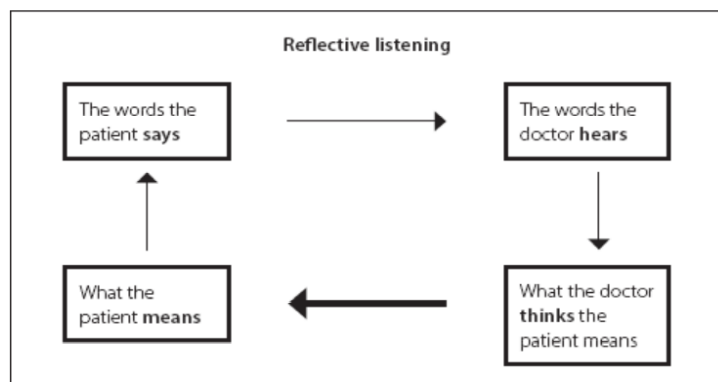 Reflective listening
The words the
patient says
The words the
doctor hears
What the
patient means
What the doctor
thinks the
patient means